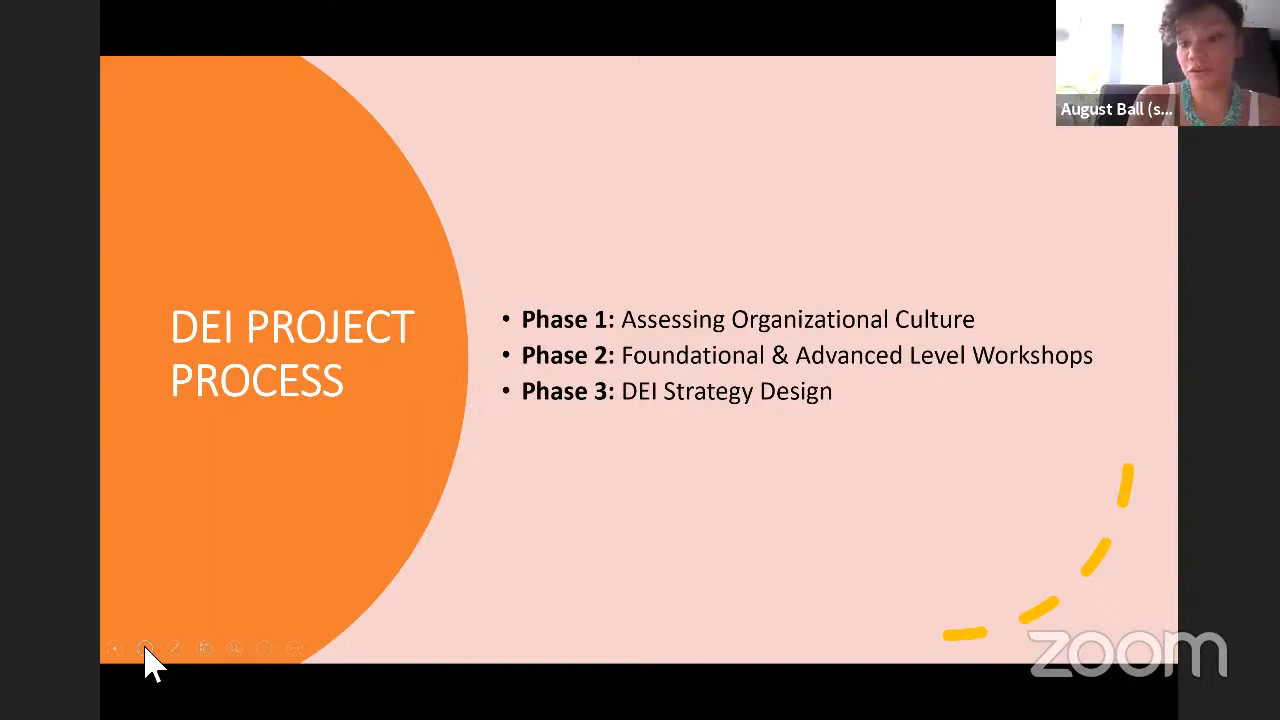 August Ball (s...
DEI PROJECT
PROCESS
• Phase 1: Assessing Organizational Culture
• Phase 2: Foundational & Advanced Level Workshops
• Phase 3: DEI Strategy Design
zoom